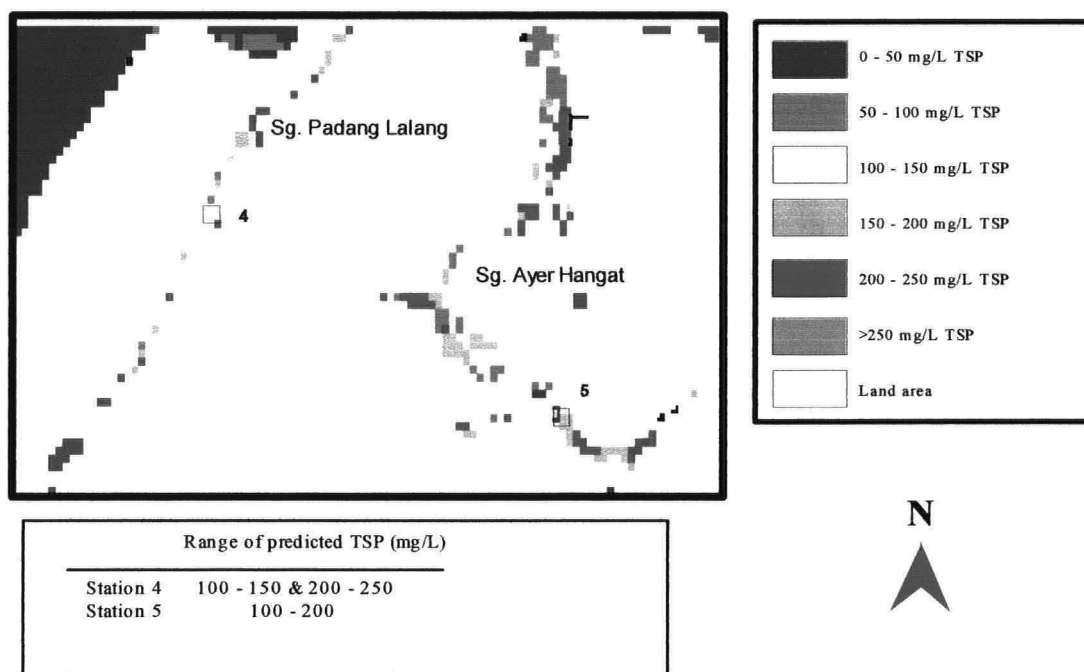 Sg. Padang Lalang
4
Sg. Ayer Hangat
5
0 - 50 mg/L TSP
50 - 100 mg/L TSP
100 - 150 mg/L TSP
150 - 200 mg/L TSP
200 - 250 mg/L TSP
>250 mg/L TSP
Land area
N
Range of predicted TSP (mg/L)
Station 4 100 - 150 & 200 - 250
Station 5 100 - 200